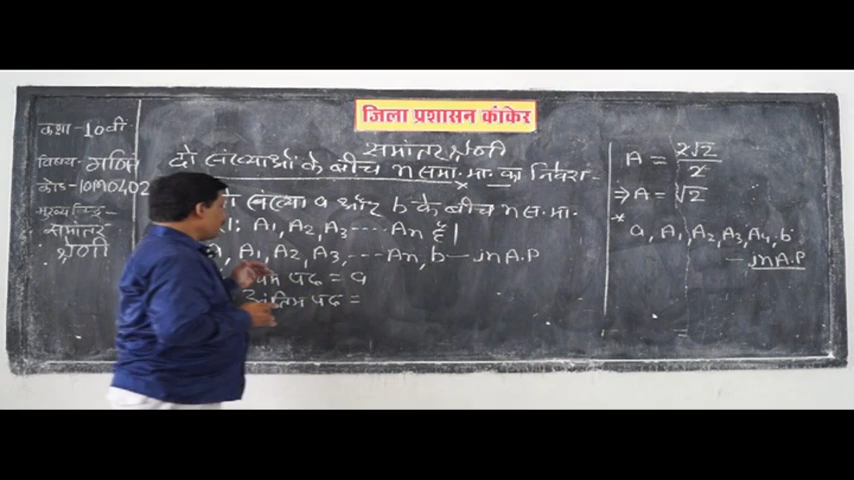 जिला प्रशासन कांकेर
कक्षा - 10वी
विषय - गणित
कोड - 10190402
मुख्य बिन्दु -
समांतर
श्रेणी
समांतर श्रेणी
दो संख्याओं के बीच n समा. मा. का निवेश -
संख्या a और b के बीच n स. मा.
: A₁, A₂, A₃ ..... An हैं |
, A₁, A₂, A₃, ... An, b — in A.P
पद = a
अंतिम पद =
A = 2√2 / 2
⇒ A = √2
* a, A₁, A₂, A₃, A₄, b
— in A.P